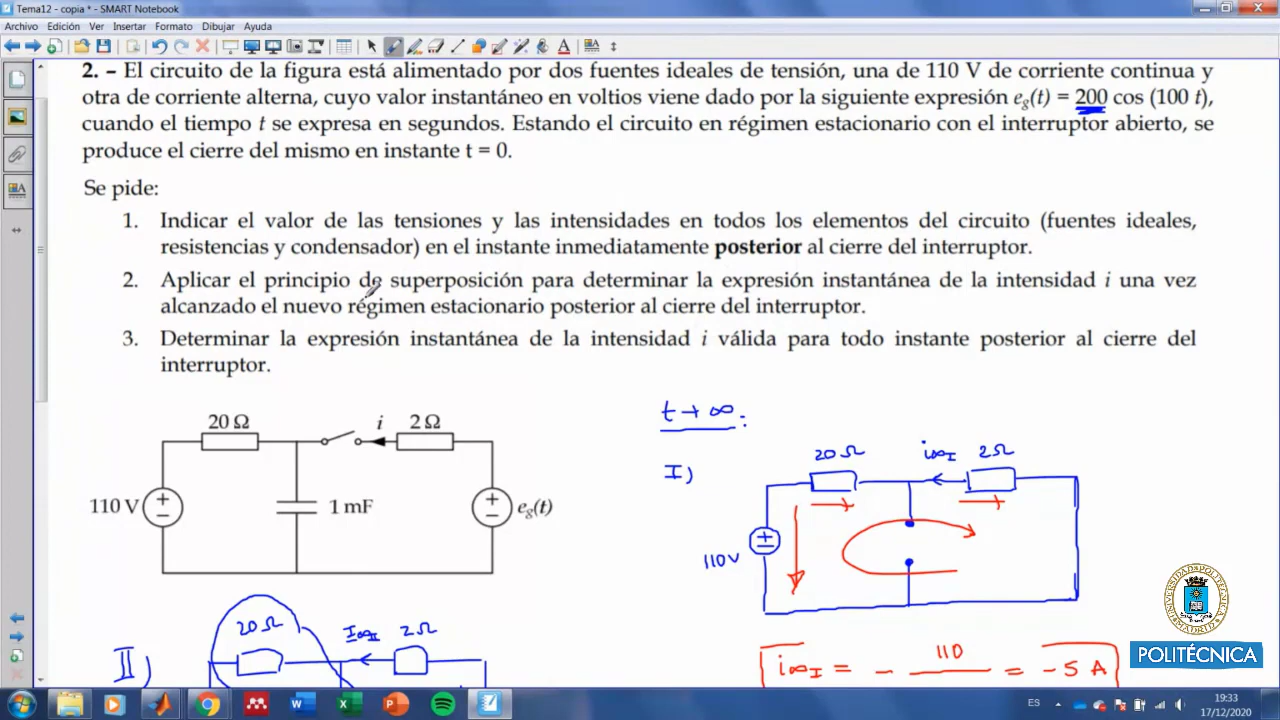 Tema12 - copia * - SMART Notebook
Archivo Edición Ver Insertar Formato Dibujar Ayuda
2. – El circuito de la figura está alimentado por dos fuentes ideales de tensión, una de 110 V de corriente continua y
otra de corriente alterna, cuyo valor instantáneo en voltios viene dado por la siguiente expresión eg(t) = 200 cos (100 t),
cuando el tiempo t se expresa en segundos. Estando el circuito en régimen estacionario con el interruptor abierto, se
produce el cierre del mismo en instante t = 0.
Se pide:
1. Indicar el valor de las tensiones y las intensidades en todos los elementos del circuito (fuentes ideales,
resistencias y condensador) en el instante inmediatamente posterior al cierre del interruptor.
2. Aplicar el principio de superposición para determinar la expresión instantánea de la intensidad i una vez
alcanzado el nuevo régimen estacionario posterior al cierre del interruptor.
3. Determinar la expresión instantánea de la intensidad i válida para todo instante posterior al cierre del
interruptor.
20 Ω i 2 Ω
110 V + − 1 mF + − eg(t)
t → ∞ :
I) 20 Ω i∞I 2 Ω
110 V
II) 20 Ω I∞II 2 Ω
i∞I = - 110 = -5 A
UNIVERSIDAD POLITÉCNICA
POLITÉCNICA
ES 19:33
17/12/2020